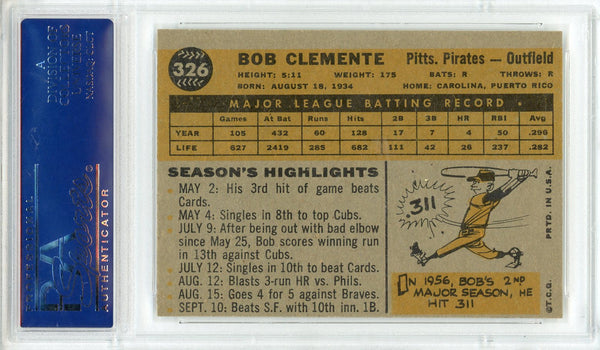 A
DIVISION OF
COLLECTORS
UNIVERSE
NASDAQ: CLCT
PSA
AUTHENTICATOR
326
BOB CLEMENTE
Pitts. Pirates — Outfield
HEIGHT: 5:11 WEIGHT: 175 BATS: R THROWS: R
BORN: AUGUST 18, 1934 HOME: CAROLINA, PUERTO RICO
MAJOR LEAGUE BATTING RECORD
Games At Bat Runs Hits 2B 3B HR RBI Avg.
YEAR 105 432 60 128 17 7 4 50 .296
LIFE 627 2419 285 682 111 42 26 237 .282
SEASON'S HIGHLIGHTS
MAY 2: His 3rd hit of game beats
Cards.
MAY 4: Singles in 8th to top Cubs.
JULY 9: After being out with bad elbow
since May 25, Bob scores winning run
in 13th against Cubs.
JULY 12: Singles in 10th to beat Cards.
AUG. 12: Blasts 3-run HR vs. Phils.
AUG. 15: Goes 4 for 5 against Braves.
SEPT. 10: Beats S.F. with 10th inn. 1B.
.311
IN 1956, BOB'S 2ND
MAJOR SEASON, HE
HIT .311
©T.C.G. PRTD. IN U.S.A.